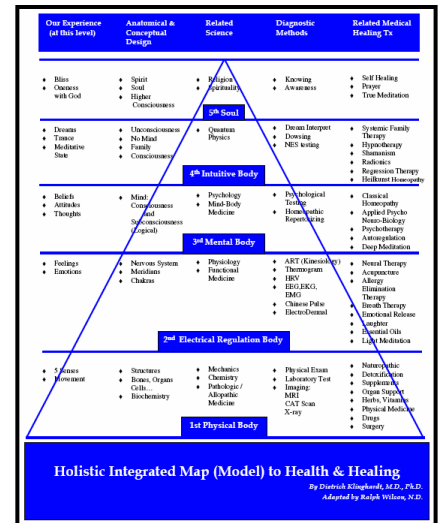 Our Experience
(at this level)
Anatomical &
Conceptual
Design
Related
Science
Diagnostic
Methods
Related Medical
Healing Tx
♦ Bliss
♦ Oneness
with God
♦ Spirit
♦ Soul
♦ Higher
Consciousness
♦ Religion
♦ Spirituality
♦ Knowing
♦ Awareness
♦ Self Healing
♦ Prayer
♦ True Meditation
5th Soul
♦ Dreams
♦ Trance
♦ Meditative
State
♦ Unconsciousness
♦ No Mind
♦ Family
♦ Consciousness
♦ Quantum
Physics
♦ Dream Interpret
♦ Dowsing
♦ NES testing
♦ Systemic Family
Therapy
♦ Hypnotherapy
♦ Shamanism
♦ Radionics
♦ Regression Therapy
♦ Heilkunst Homeopathy
4th Intuitive Body
♦ Beliefs
♦ Attitudes
♦ Thoughts
♦ Mind:
Consciousness
and
Subconsciousness
(Logical)
♦ Psychology
♦ Mind-Body
Medicine
♦ Psychological
Testing
♦ Homeopathic
Repertorizing
♦ Classical
Homeopathy
♦ Applied Psycho
Neuro-Biology
♦ Psychotherapy
♦ Autoregulation
♦ Deep Meditation
3rd Mental Body
♦ Feelings
♦ Emotions
♦ Nervous System
♦ Meridians
♦ Chakras
♦ Physiology
♦ Functional
Medicine
♦ ART (Kinesiology)
♦ Thermogram
♦ HRV
♦ EEG,EKG,
EMG
♦ Chinese Pulse
♦ ElectroDermal
♦ Neural Therapy
♦ Acupuncture
♦ Allergy
Elimination
Therapy
♦ Breath Therapy
♦ Emotional Release
♦ Laughter
♦ Essential Oils
♦ Light Meditation
2nd Electrical Regulation Body
♦ 5 Senses
♦ Movement
♦ Structures
♦ Bones, Organs
Cells…
♦ Biochemistry
♦ Mechanics
♦ Chemistry
♦ Pathologic /
Allopathic
Medicine
♦ Physical Exam
♦ Laboratory Test
♦ Imaging:
MRI
CAT Scan
X-ray
♦ Naturopathic
♦ Detoxification
♦ Supplements
♦ Organ Support
♦ Herbs, Vitamins
♦ Physical Medicine
♦ Drugs
♦ Surgery
1st Physical Body
Holistic Integrated Map (Model) to Health & Healing
By Dietrich Klinghardt, M.D., Ph.D.
Adapted by Ralph Wilson, N.D.